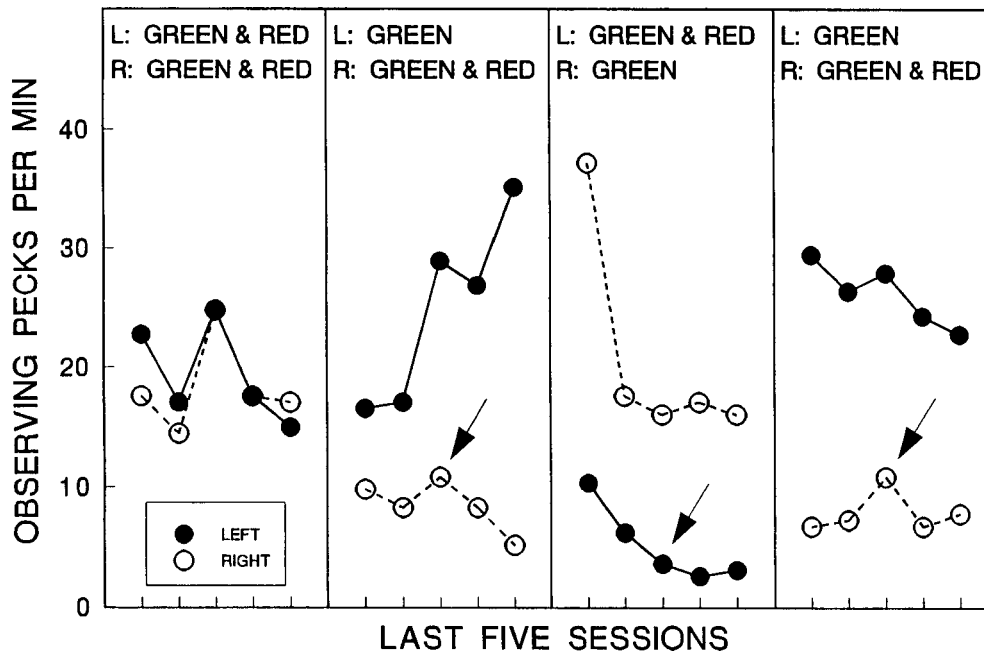 L: GREEN & RED
R: GREEN & RED
L: GREEN
R: GREEN & RED
L: GREEN & RED
R: GREEN
L: GREEN
R: GREEN & RED
OBSERVING PECKS PER MIN
40
30
20
10
0
LEFT
RIGHT
LAST FIVE SESSIONS